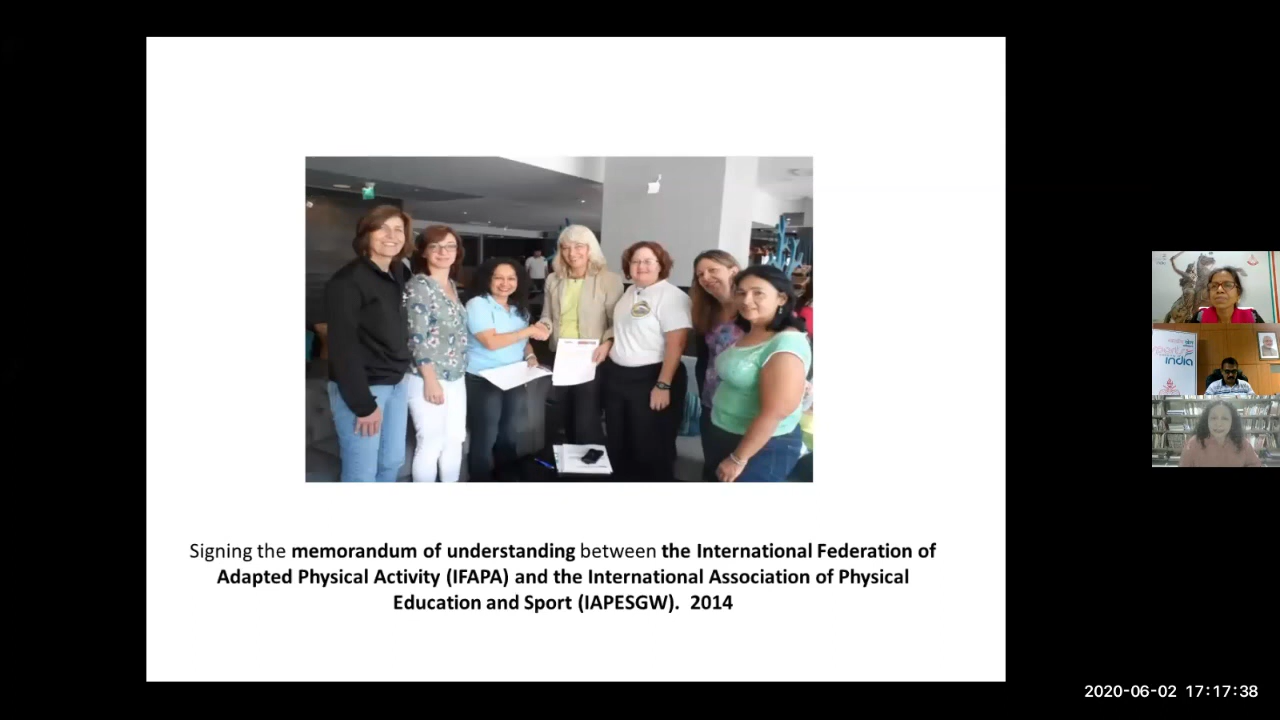 Signing the memorandum of understanding between the International Federation of
Adapted Physical Activity (IFAPA) and the International Association of Physical
Education and Sport (IAPESGW).  2014
india
2020-06-02 17:17:38